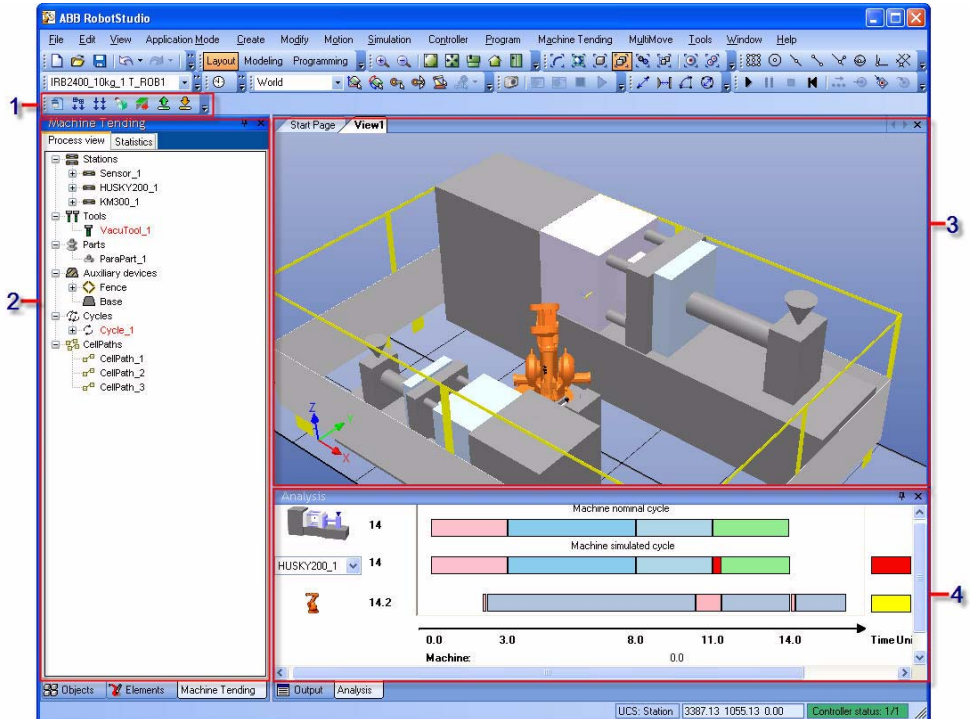 ABB RobotStudio
File Edit View Application Mode Create Modify Motion Simulation Controller Program Machine Tending MultiMove Tools Window Help
Layout Modeling Programming
IRB2400_10kg_1 T_ROB1 World
1
Machine Tending
Start Page View1
Process view Statistics
Stations
Sensor_1
HUSKY200_1
KM300_1
Tools
VacuTool_1
Parts
ParaPart_1
Auxiliary devices
Fence
Base
Cycles
Cycle_1
CellPaths
CellPath_1
CellPath_2
CellPath_3
2
Z
Y
X
3
Analysis
Machine nominal cycle
14
Machine simulated cycle
HUSKY200_1 14
14.2
0.0 3.0 8.0 11.0 14.0 Time Uni
Machine: 0.0
4
Objects Elements Machine Tending Output Analysis
UCS: Station 3387.13 1055.13 0.00 Controller status: 1/1